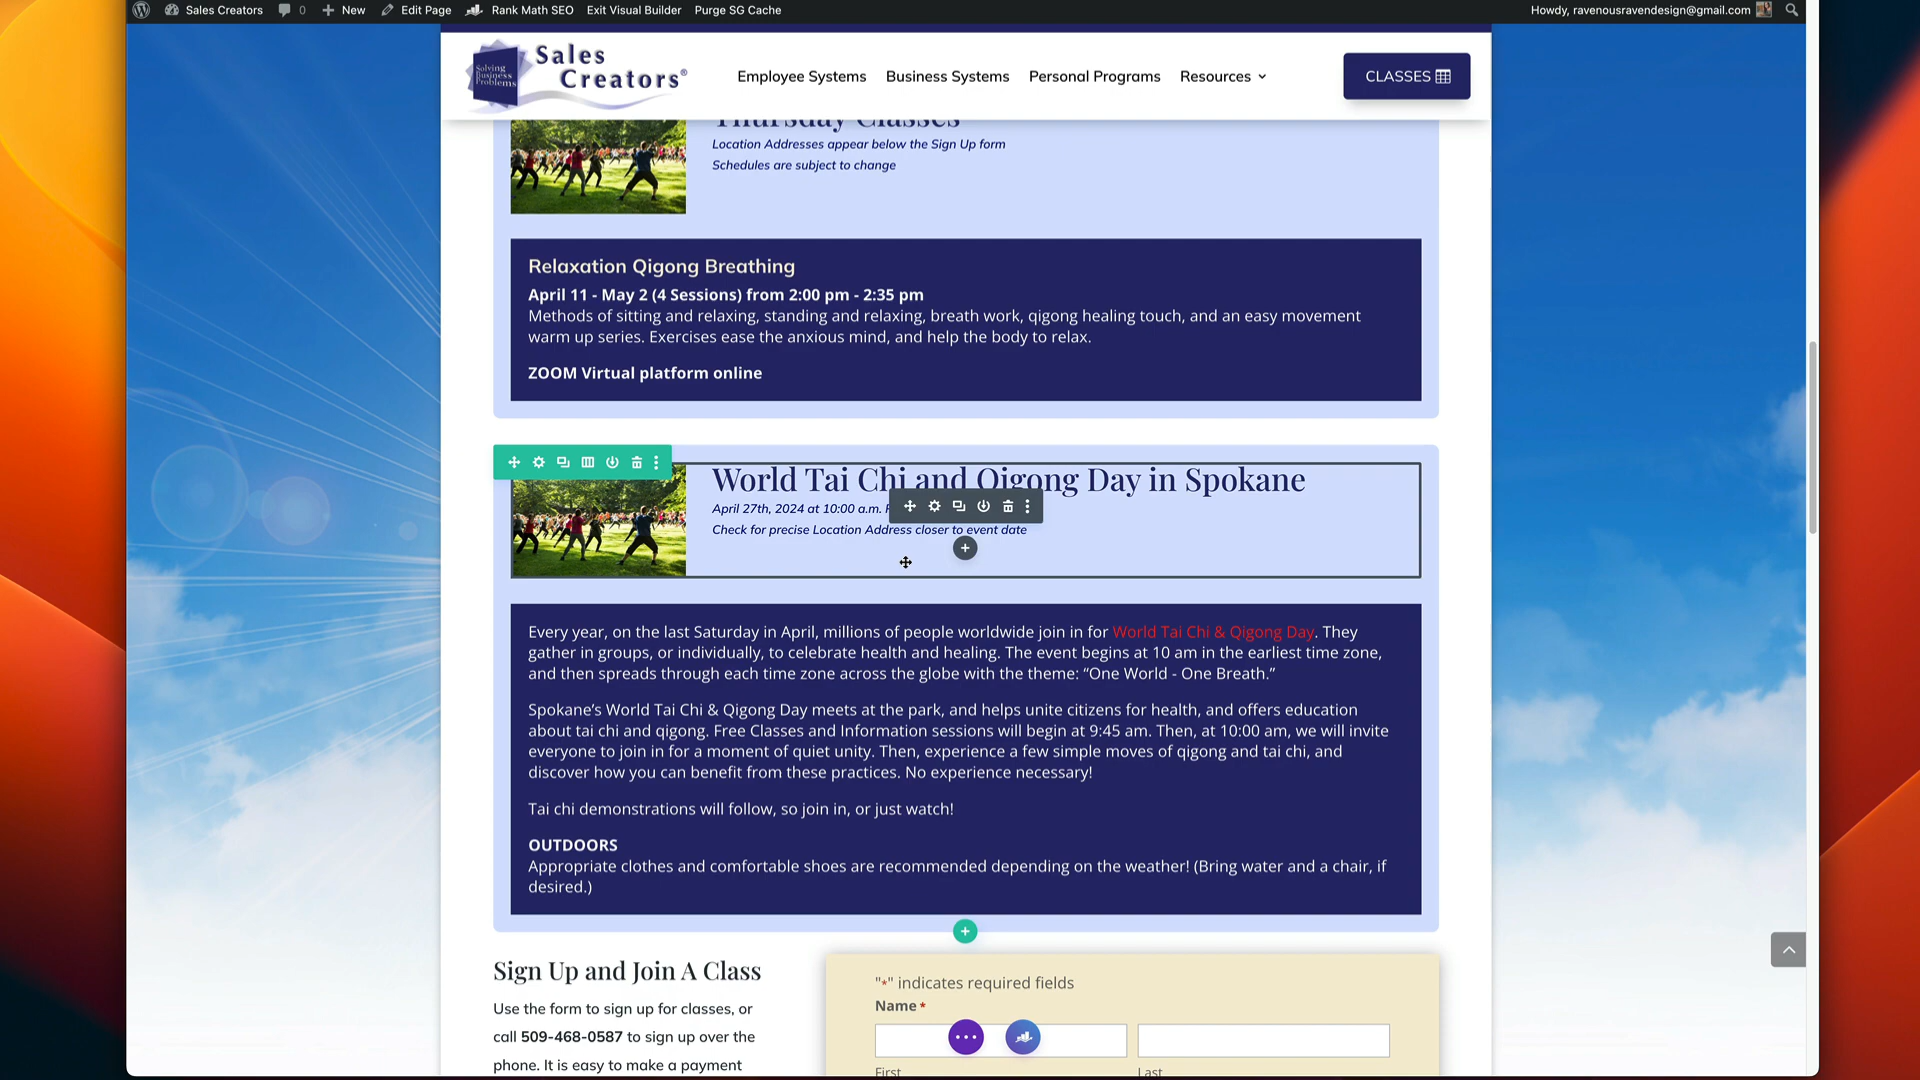 Sales Creators 0 New Edit Page Rank Math SEO Exit Visual Builder Purge SG Cache Howdy, ravenousravendesign@gmail.com
Solving
Business
Problems
Sales
Creators®
Employee Systems Business Systems Personal Programs Resources CLASSES
Thursday Classes
Location Addresses appear below the Sign Up form
Schedules are subject to change
Relaxation Qigong Breathing
April 11 - May 2 (4 Sessions) from 2:00 pm - 2:35 pm
Methods of sitting and relaxing, standing and relaxing, breath work, qigong healing touch, and an easy movement
warm up series. Exercises ease the anxious mind, and help the body to relax.
ZOOM Virtual platform online
World Tai Chi and Qigong Day in Spokane
April 27th, 2024 at 10:00 a.m.
Check for precise Location Address closer to event date
Every year, on the last Saturday in April, millions of people worldwide join in for World Tai Chi & Qigong Day. They
gather in groups, or individually, to celebrate health and healing. The event begins at 10 am in the earliest time zone,
and then spreads through each time zone across the globe with the theme: “One World - One Breath.”
Spokane’s World Tai Chi & Qigong Day meets at the park, and helps unite citizens for health, and offers education
about tai chi and qigong. Free Classes and Information sessions will begin at 9:45 am. Then, at 10:00 am, we will invite
everyone to join in for a moment of quiet unity. Then, experience a few simple moves of qigong and tai chi, and
discover how you can benefit from these practices. No experience necessary!
Tai chi demonstrations will follow, so join in, or just watch!
OUTDOORS
Appropriate clothes and comfortable shoes are recommended depending on the weather! (Bring water and a chair, if
desired.)
Sign Up and Join A Class
Use the form to sign up for classes, or
call 509-468-0587 to sign up over the
phone. It is easy to make a payment
"*" indicates required fields
Name *
First Last